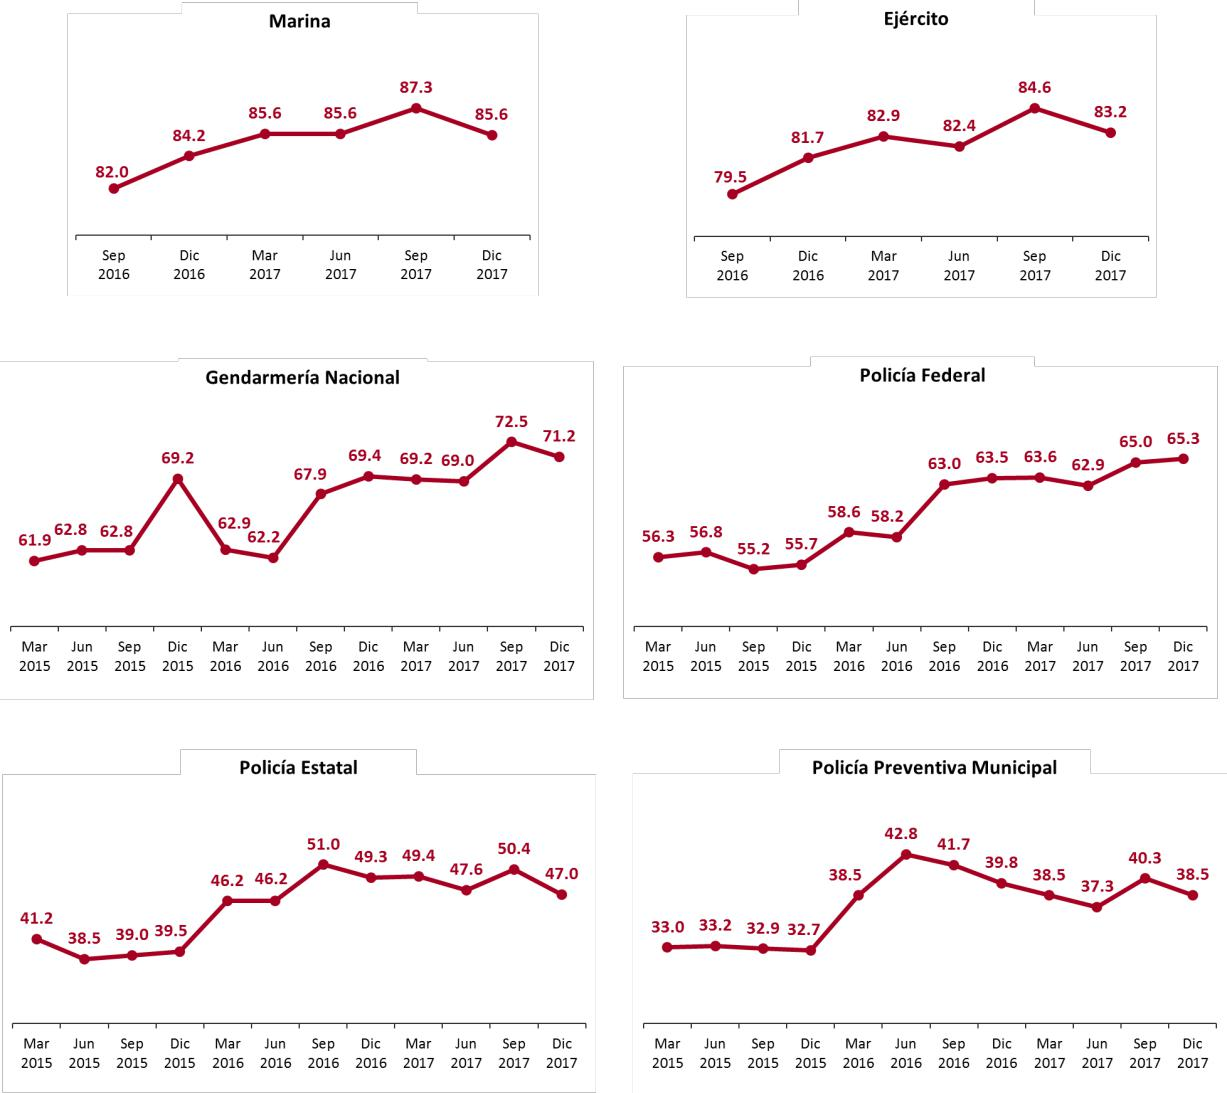 Marina
87.3
85.6
85.6
85.6
84.2
82.0
Sep Dic Mar Jun Sep Dic
2016 2016 2017 2017 2017 2017
Ejército
84.6
83.2
82.9
82.4
81.7
79.5
Sep Dic Mar Jun Sep Dic
2016 2016 2017 2017 2017 2017
Gendarmería Nacional
72.5
71.2
69.2 69.4 69.2 69.0
67.9
61.9 62.8 62.8 62.9 62.2
Mar Jun Sep Dic Mar Jun Sep Dic Mar Jun Sep Dic
2015 2015 2015 2015 2016 2016 2016 2016 2017 2017 2017 2017
Policía Federal
63.0 63.5 63.6 62.9 65.0 65.3
56.3 56.8 55.2 55.7 58.6 58.2
Mar Jun Sep Dic Mar Jun Sep Dic Mar Jun Sep Dic
2015 2015 2015 2015 2016 2016 2016 2016 2017 2017 2017 2017
Policía Estatal
51.0 49.3 49.4 47.6 50.4 47.0
41.2 38.5 39.0 39.5 46.2 46.2
Mar Jun Sep Dic Mar Jun Sep Dic Mar Jun Sep Dic
2015 2015 2015 2015 2016 2016 2016 2016 2017 2017 2017 2017
Policía Preventiva Municipal
38.5 42.8 41.7 39.8 38.5 37.3 40.3 38.5
33.0 33.2 32.9 32.7
Mar Jun Sep Dic Mar Jun Sep Dic Mar Jun Sep Dic
2015 2015 2015 2015 2016 2016 2016 2016 2017 2017 2017 2017